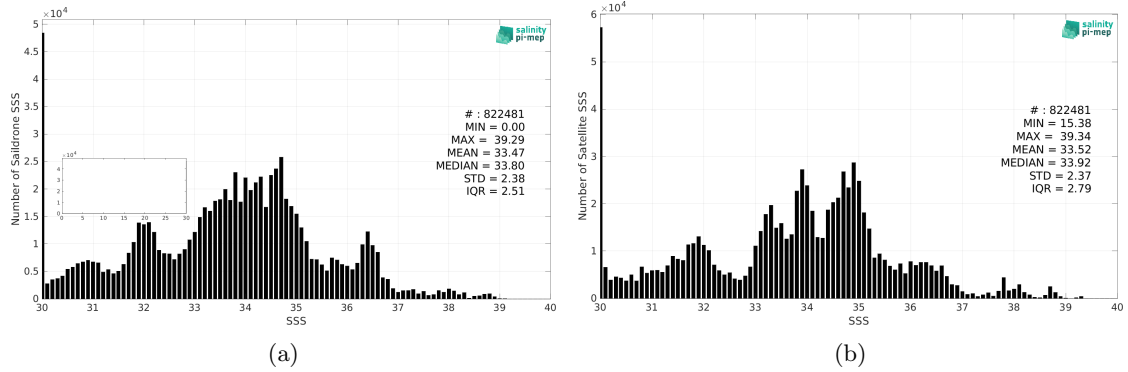 ×10^4
5
4.5
4
3.5
3
2.5
2
1.5
1
0.5
0
30 31 32 33 34 35 36 37 38 39 40
SSS
Number of Saildrone SSS
salinity
pi-mep
# : 822481
MIN = 0.00
MAX = 39.29
MEAN = 33.47
MEDIAN = 33.80
STD = 2.38
IQR = 2.51
×10^4
4
3
2
1
0
0 5 10 15 20 25 30
(a)
6 ×10^4
5
4
3
2
1
0
30 31 32 33 34 35 36 37 38 39 40
SSS
Number of Satellite SSS
salinity
pi-mep
# : 822481
MIN = 15.38
MAX = 39.34
MEAN = 33.52
MEDIAN = 33.92
STD = 2.37
IQR = 2.79
(b)